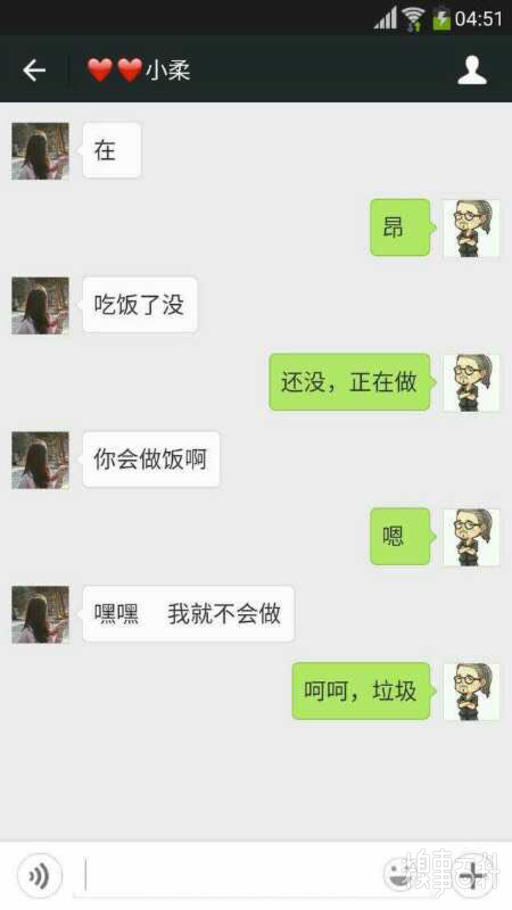 04:51
❤❤小柔
在
昂
吃饭了没
还没，正在做
你会做饭啊
嗯
嘿嘿　我就不会做
呵呵，垃圾
糗事百科